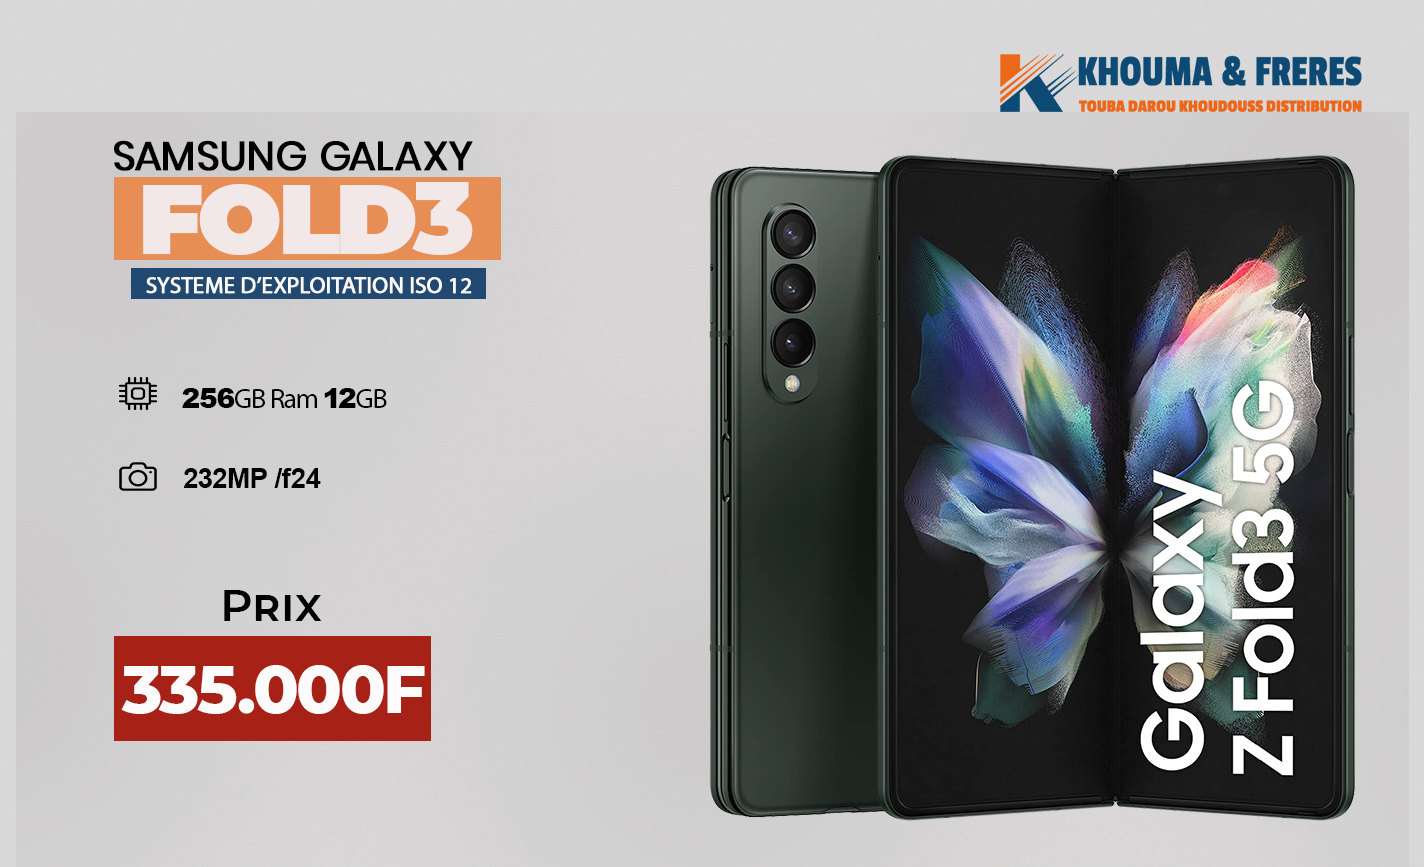 KHOUMA & FRERES
TOUBA DAROU KHOUDOUSS DISTRIBUTION
SAMSUNG GALAXY
FOLD3
SYSTEME D'EXPLOITATION ISO 12
256GB Ram 12GB
232MP /f24
PRIX
335.000F
Galaxy
Z Fold3 5G